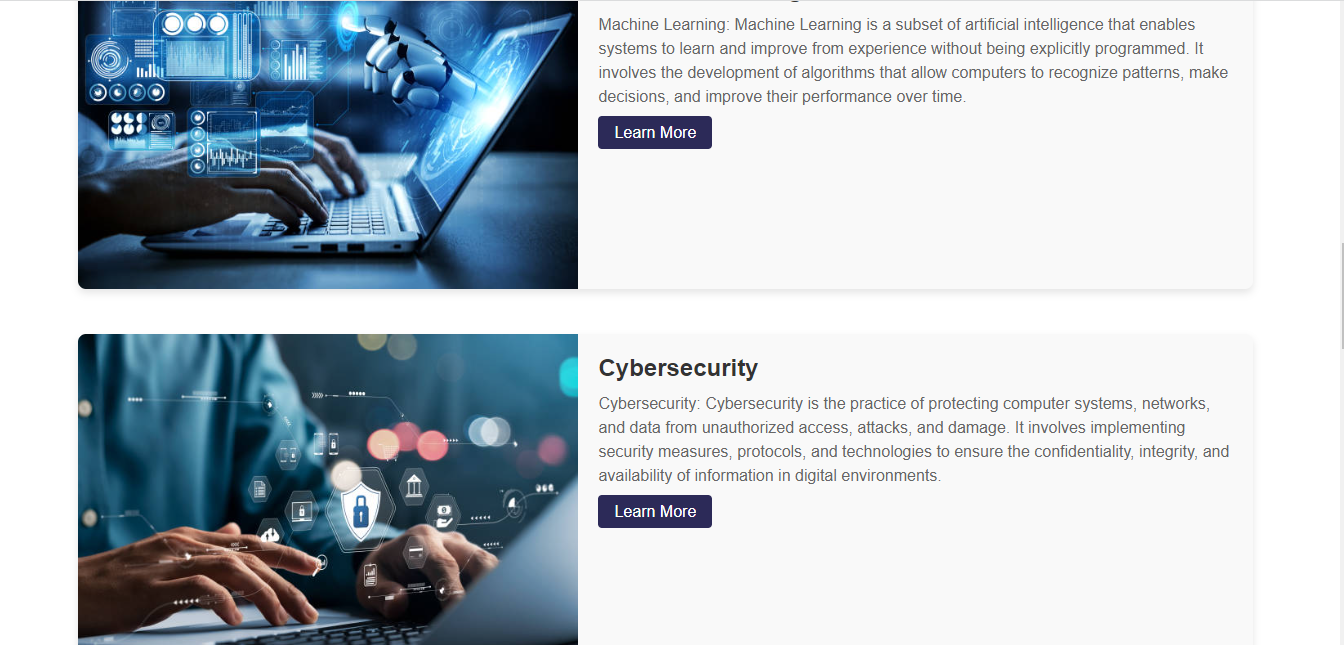 Machine Learning: Machine Learning is a subset of artificial intelligence that enables
systems to learn and improve from experience without being explicitly programmed. It
involves the development of algorithms that allow computers to recognize patterns, make
decisions, and improve their performance over time.
Learn More
Cybersecurity
Cybersecurity: Cybersecurity is the practice of protecting computer systems, networks,
and data from unauthorized access, attacks, and damage. It involves implementing
security measures, protocols, and technologies to ensure the confidentiality, integrity, and
availability of information in digital environments.
Learn More